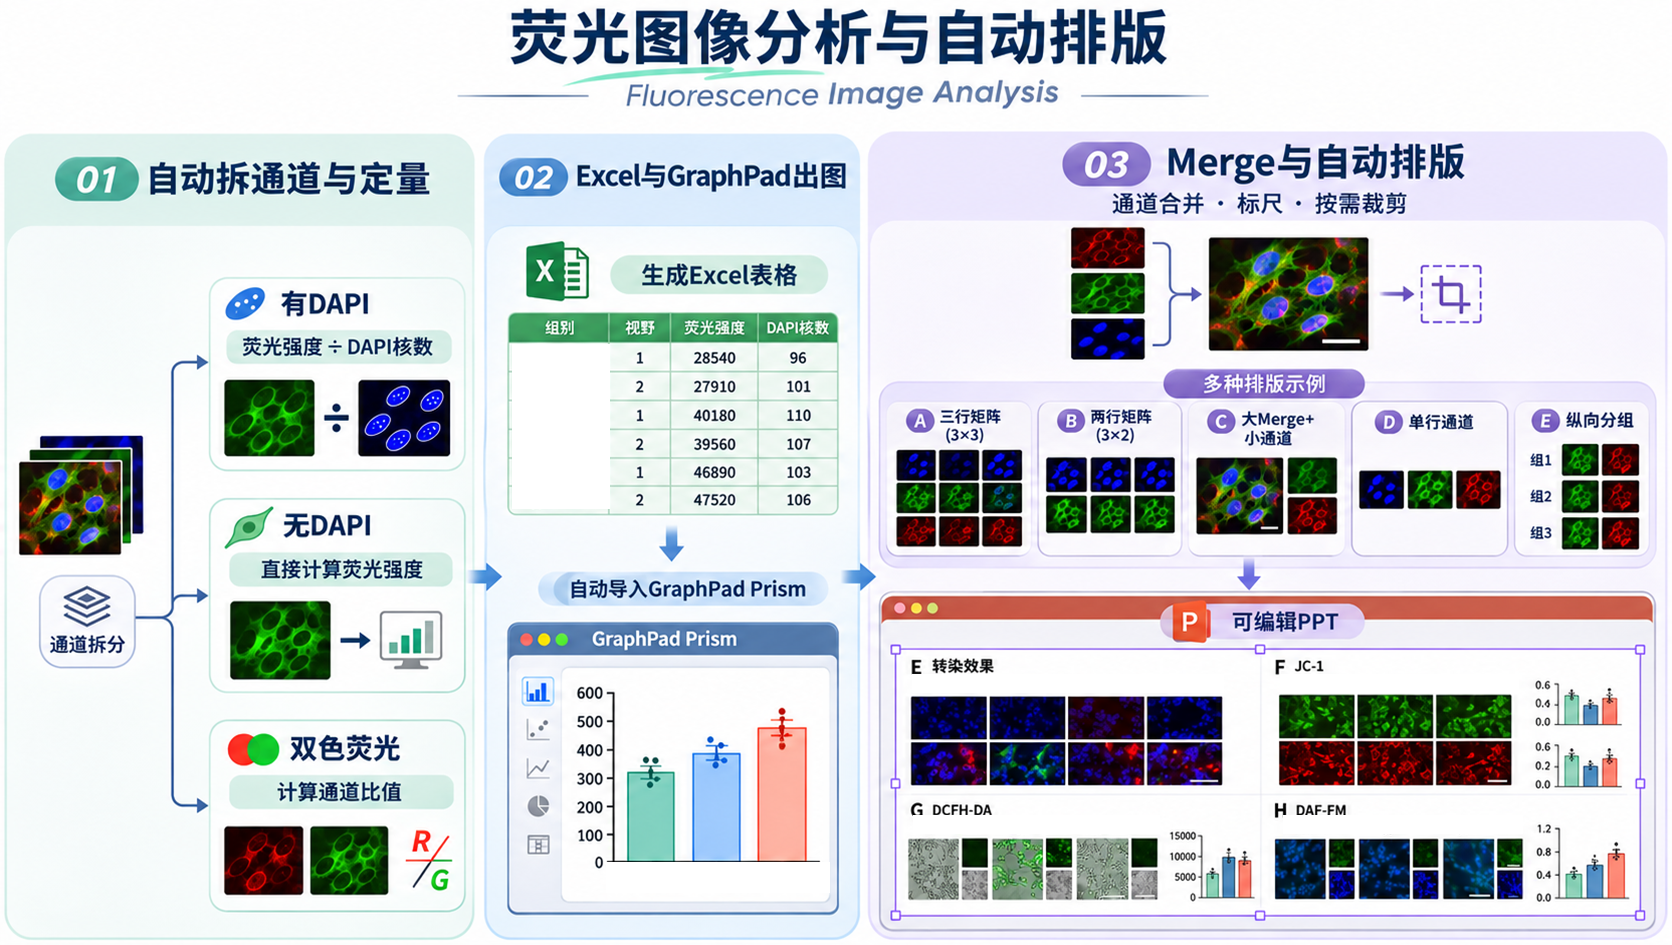 荧光图像分析与自动排版
Fluorescence Image Analysis
01 自动拆通道与定量
有DAPI
荧光强度 ÷ DAPI核数
÷
无DAPI
直接计算荧光强度
通道拆分
双色荧光
计算通道比值
R
G
02 Excel与GraphPad出图
X
生成Excel表格
组别 视野 荧光强度 DAPI核数
1 28540 96
2 27910 101
1 40180 110
2 39560 107
1 46890 103
2 47520 106
自动导入GraphPad Prism
GraphPad Prism
600
500
400
300
200
100
0
03 Merge与自动排版
通道合并 · 标尺 · 按需裁剪
多种排版示例
A 三行矩阵
(3×3)
B 两行矩阵
(3×2)
C 大Merge+
小通道
D 单行通道
E 纵向分组
组1
组2
组3
P 可编辑PPT
E 转染效果
F JC-1
0.6
0.4
0.0
0.6
0.2
0.0
G DCFH-DA
15000
10000
5000
0
H DAF-FM
1.2
0.8
0.4
0.0